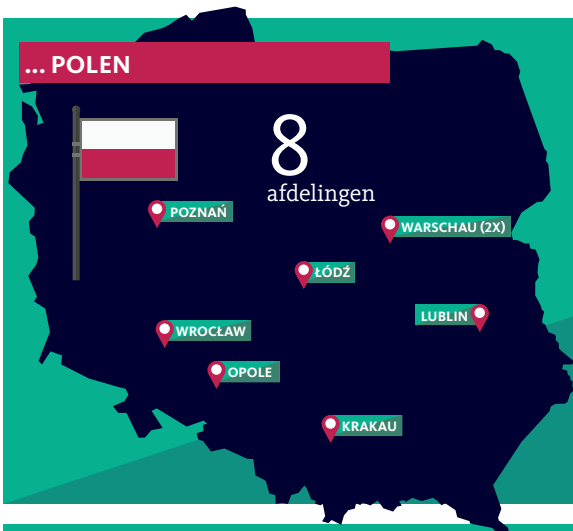 ... POLEN
8
afdelingen
POZNAŃ
WARSCHAU (2X)
ŁÓDŹ
LUBLIN
WROCŁAW
OPOLE
KRAKAU